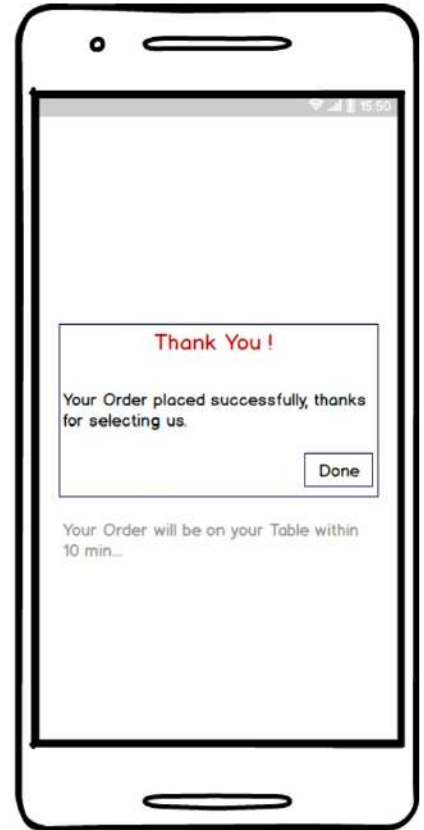 15:50
Thank You !
Your Order placed successfully, thanks
for selecting us.
Done
Your Order will be on your Table within
10 min...